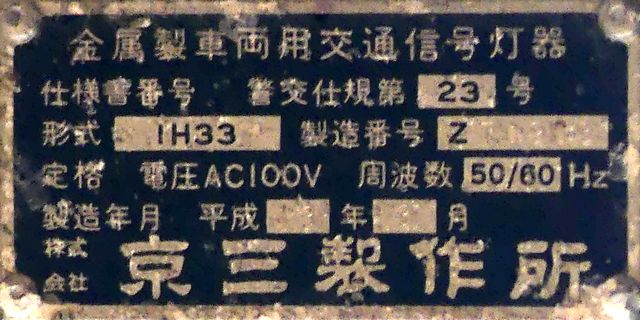 金属製車両用交通信号灯器
仕様書番号 警交仕規第 23 号
形式 1H33 製造番号 Z
定格 電圧AC100V 周波数 50/60 Hz
製造年月 平成 年 月
株式会社 京三製作所